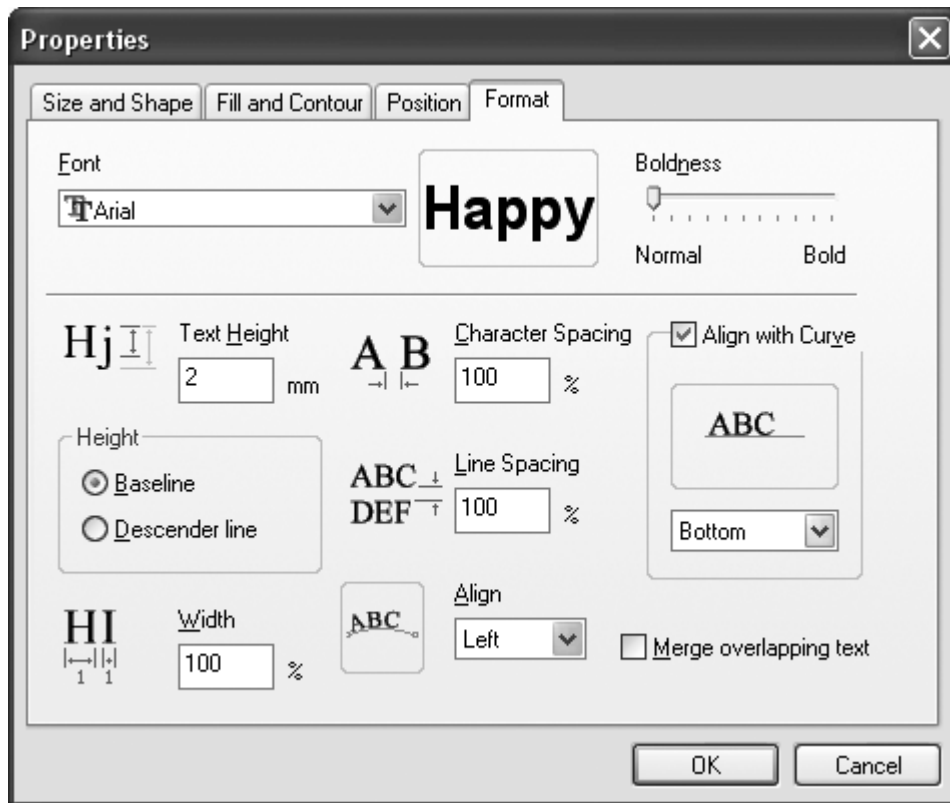 Properties
Size and Shape Fill and Contour Position Format
Font
Arial
Happy
Boldness
Normal Bold
Hj
Text Height
2 mm
A B
Character Spacing
100 %
Align with Curve
ABC
Bottom
Height
Baseline
Descender line
ABC
DEF
Line Spacing
100 %
HI
1 1
Width
100 %
ABC
Align
Left
Merge overlapping text
OK Cancel